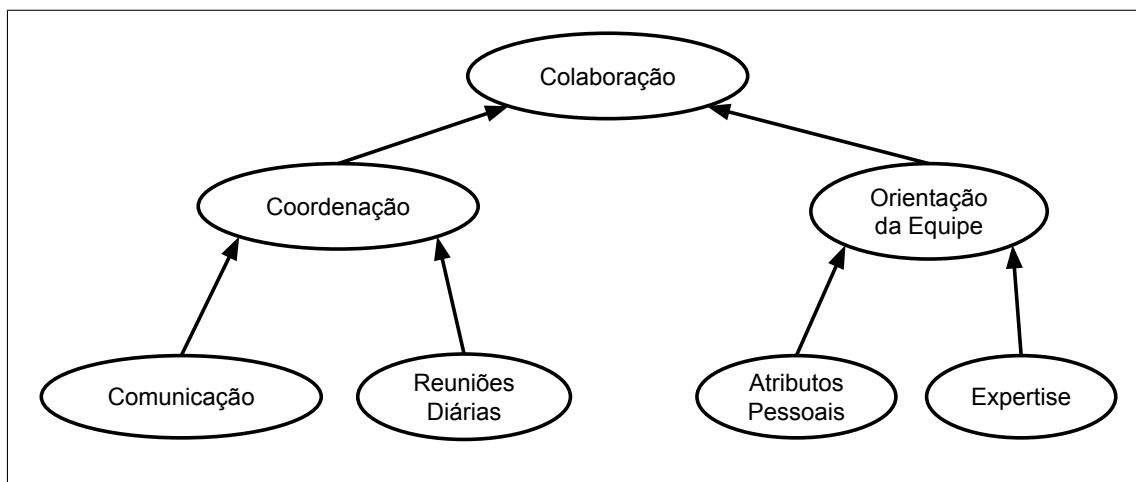 Colaboração
Coordenação
Orientação
da Equipe
Comunicação
Reuniões
Diárias
Atributos
Pessoais
Expertise